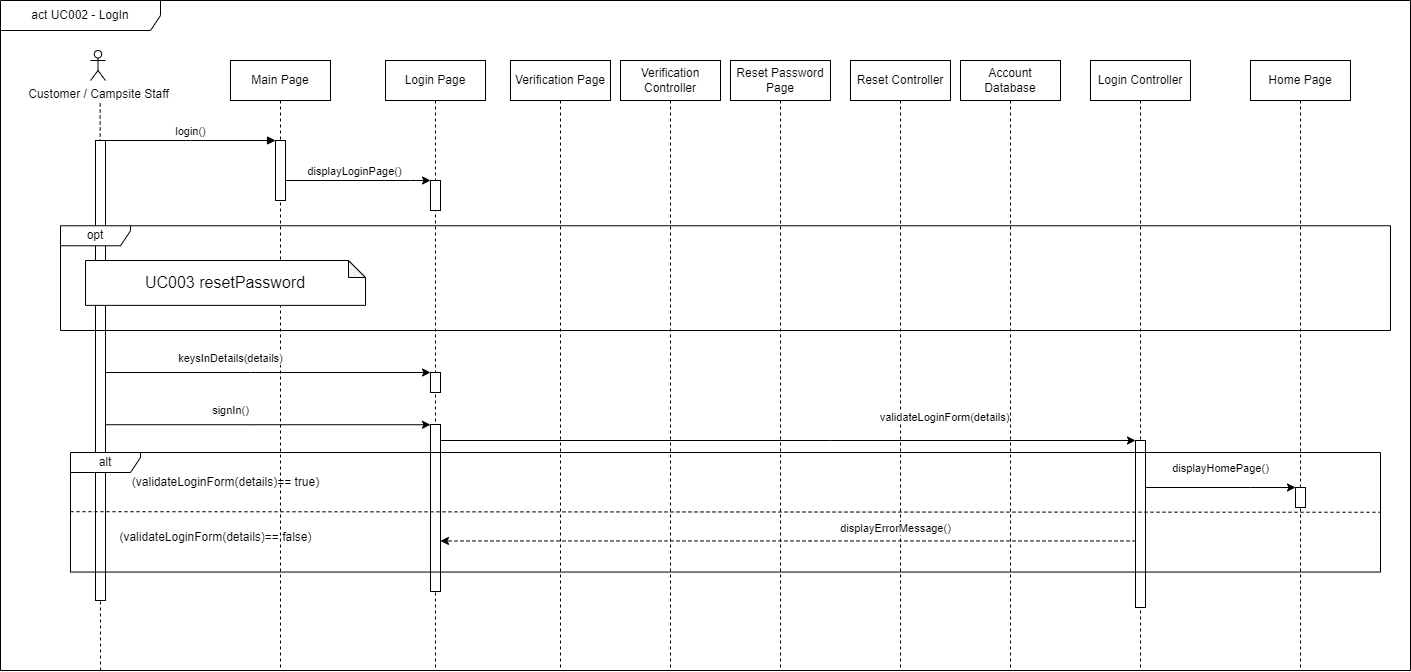 act UC002 - LogIn
Customer / Campsite Staff
Main Page
Login Page
Verification Page
Verification
Controller
Reset Password
Page
Reset Controller
Account
Database
Login Controller
Home Page
login()
displayLoginPage()
opt
UC003 resetPassword
keysInDetails(details)
signIn()
validateLoginForm(details)
alt
displayHomePage()
(validateLoginForm(details)== true)
displayErrorMessage()
(validateLoginForm(details)== false)